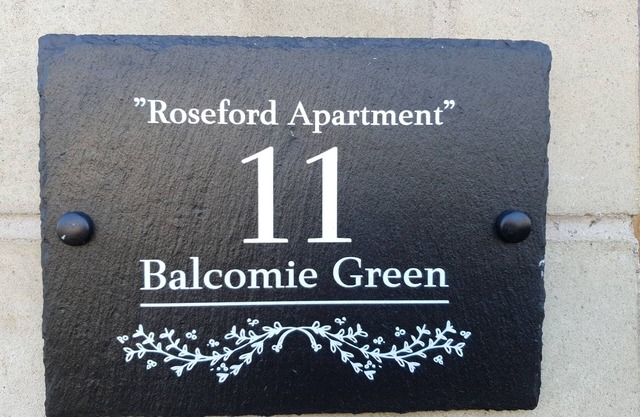 ”Roseford Apartment”
11
Balcomie Green